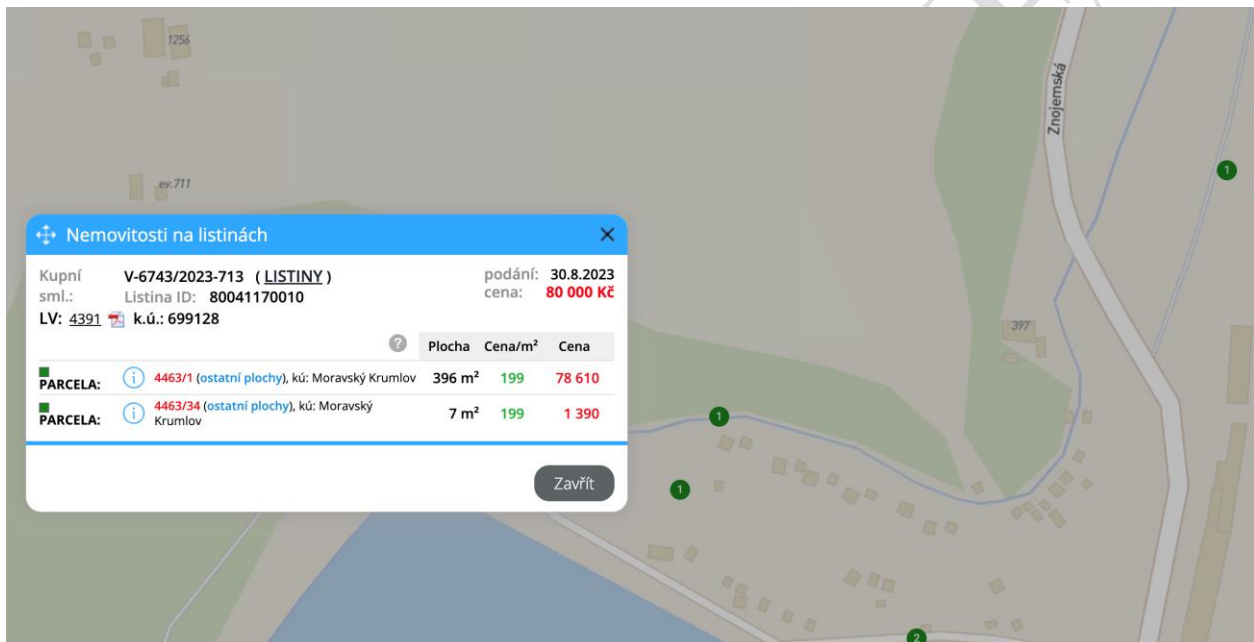 1256
Znojemská
1
ev.711
Nemovitosti na listinách
Kupní sml.: V-6743/2023-713 ( LISTINY ) podání: 30.8.2023
Listina ID: 80041170010 cena: 80 000 Kč
LV: 4391 k.ú.: 699128
? Plocha Cena/m² Cena
PARCELA: i 4463/1 (ostatní plochy), kú: Moravský Krumlov 396 m² 199 78 610
PARCELA: i 4463/34 (ostatní plochy), kú: Moravský Krumlov 7 m² 199 1 390
Zavřít
397
1
1
2